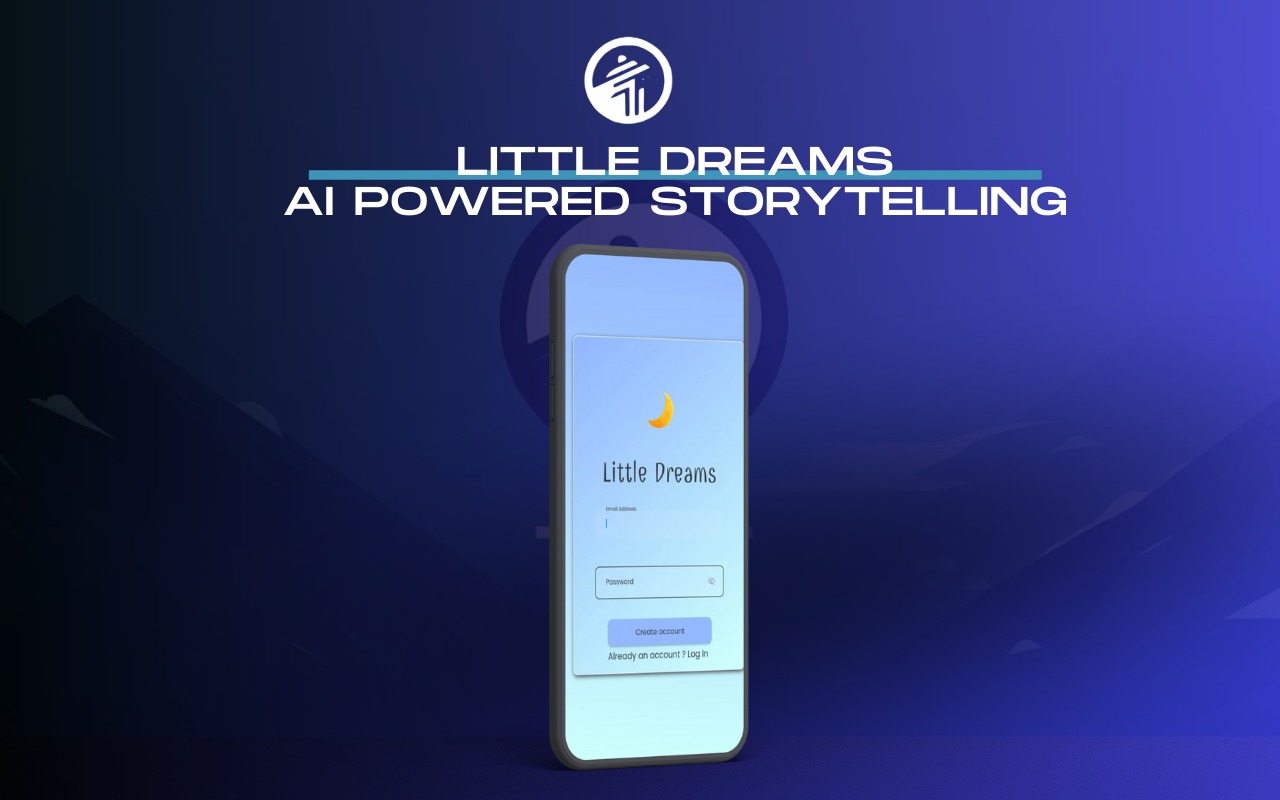 LITTLE DREAMS
AI POWERED STORYTELLING
Little Dreams
Email Address
Password
Create account
Already an account ? Log In